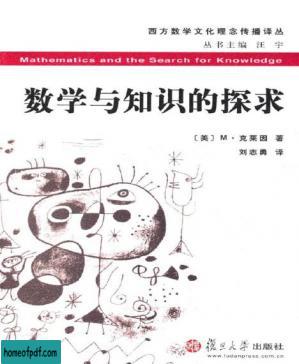 西方数学文化理念传播译丛
丛书主编 汪宇
Mathematics and the Search for Knowledge
数学与知识的探求
〔美〕M·克莱因 著
刘志勇 译
復旦大學出版社
www.fudanpress.com.cn
homeofpdf.com